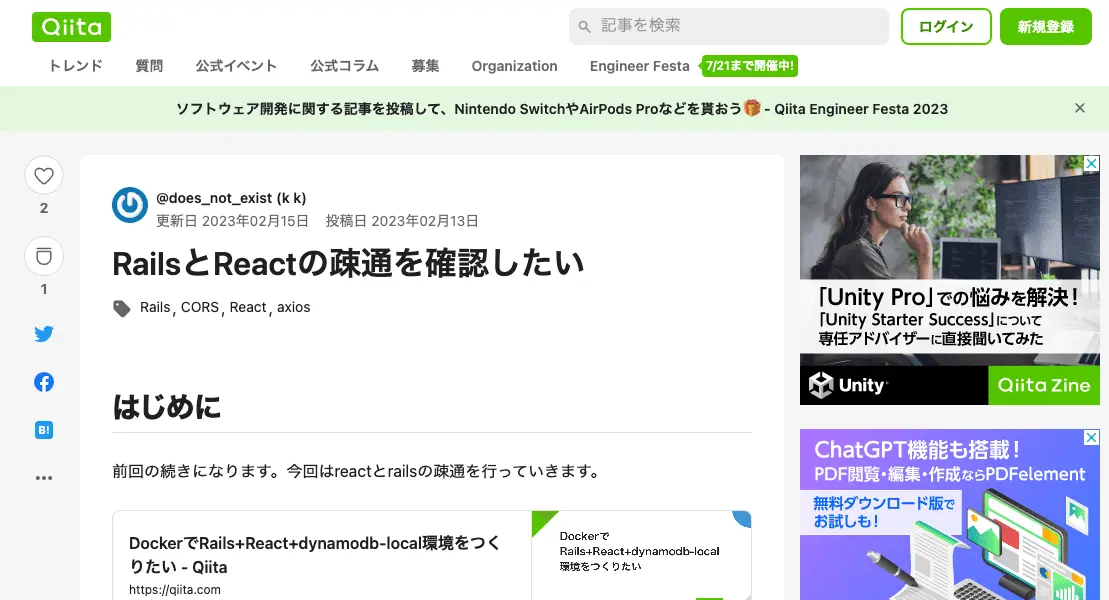 Qiita
記事を検索
ログイン
新規登録
トレンド 質問 公式イベント 公式コラム 募集 Organization Engineer Festa 7/21まで開催中!
ソフトウェア開発に関する記事を投稿して、Nintendo SwitchやAirPods Proなどを貰おう🎁 - Qiita Engineer Festa 2023
@does_not_exist (k k)
更新日 2023年02月15日 投稿日 2023年02月13日
2
RailsとReactの疎通を確認したい
1
Rails, CORS, React, axios
はじめに
B!
前回の続きになります。今回はreactとrailsの疎通を行っていきます。
DockerでRails+React+dynamodb-local環境をつく
りたい - Qiita
https://qiita.com
Dockerで
Rails+React+dynamodb-local
環境をつくりたい
「Unity Pro」での悩みを解決!
「Unity Starter Success」について
専任アドバイザーに直接聞いてみた
Unity
Qiita Zine
ChatGPT機能も搭載!
PDF閲覧・編集・作成ならPDFelement
無料ダウンロード版で
お試しも!